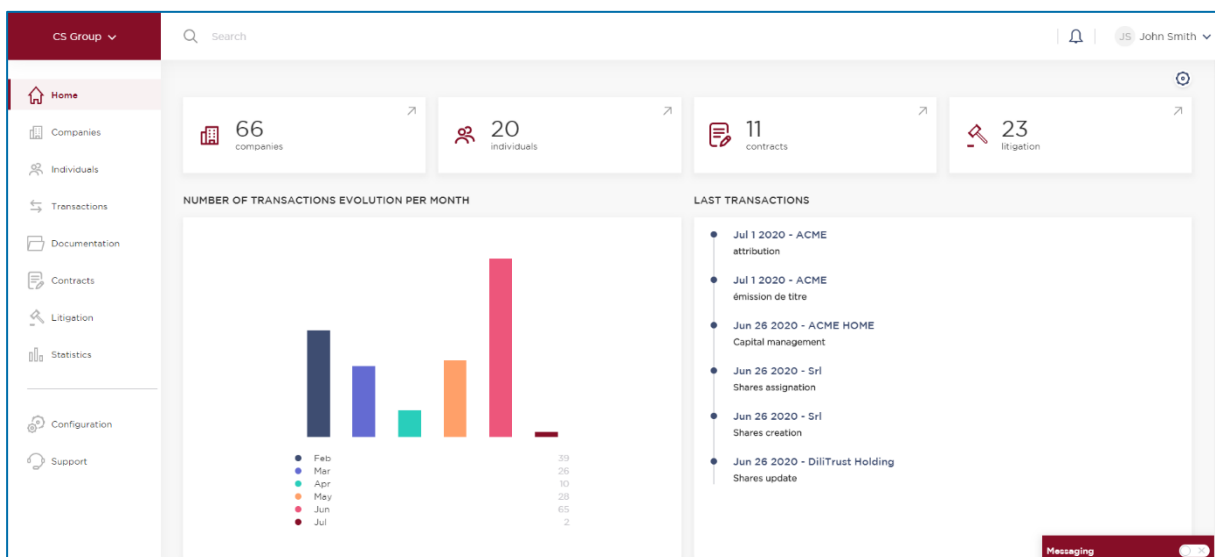 CS Group
Search
JS John Smith
Home
Companies
Individuals
Transactions
Documentation
Contracts
Litigation
Statistics
Configuration
Support
66
companies
20
individuals
11
contracts
23
litigation
NUMBER OF TRANSACTIONS EVOLUTION PER MONTH
Feb 39
Mar 26
Apr 10
May 28
Jun 65
Jul 2
LAST TRANSACTIONS
Jul 1 2020 - ACME
attribution
Jul 1 2020 - ACME
émission de titre
Jun 26 2020 - ACME HOME
Capital management
Jun 26 2020 - Srl
Shares assignation
Jun 26 2020 - Srl
Shares creation
Jun 26 2020 - DiliTrust Holding
Shares update
Messaging